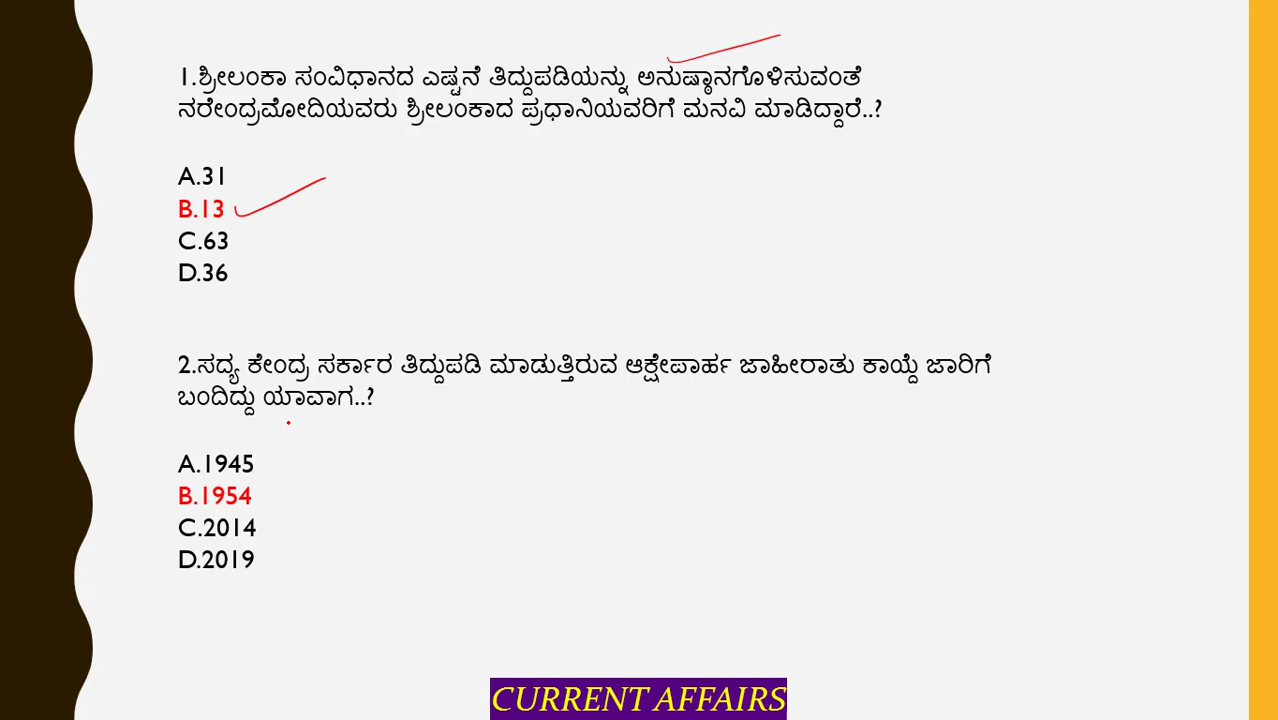 1.ಶ್ರೀಲಂಕಾ ಸಂವಿಧಾನದ ಎಷ್ಟನೆ ತಿದ್ದುಪಡಿಯನ್ನು ಅನುಷ್ಠಾನಗೊಳಿಸುವಂತೆ
ನರೇಂದ್ರಮೋದಿಯವರು ಶ್ರೀಲಂಕಾದ ಪ್ರಧಾನಿಯವರಿಗೆ ಮನವಿ ಮಾಡಿದ್ದಾರೆ..?
A.31
B.13
C.63
D.36
2.ಸದ್ಯ ಕೇಂದ್ರ ಸರ್ಕಾರ ತಿದ್ದುಪಡಿ ಮಾಡುತ್ತಿರುವ ಆಕ್ಷೇಪಾರ್ಹ ಜಾಹೀರಾತು ಕಾಯ್ದೆ ಜಾರಿಗೆ
ಬಂದಿದ್ದು ಯಾವಾಗ..?
A.1945
B.1954
C.2014
D.2019
CURRENT AFFAIRS